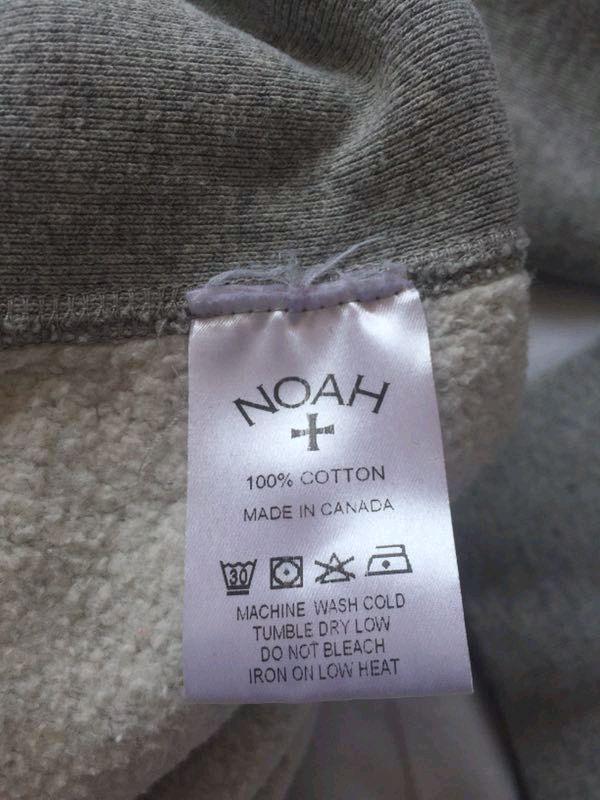 NOAH
100% COTTON
MADE IN CANADA
30
MACHINE WASH COLD
TUMBLE DRY LOW
DO NOT BLEACH
IRON ON LOW HEAT